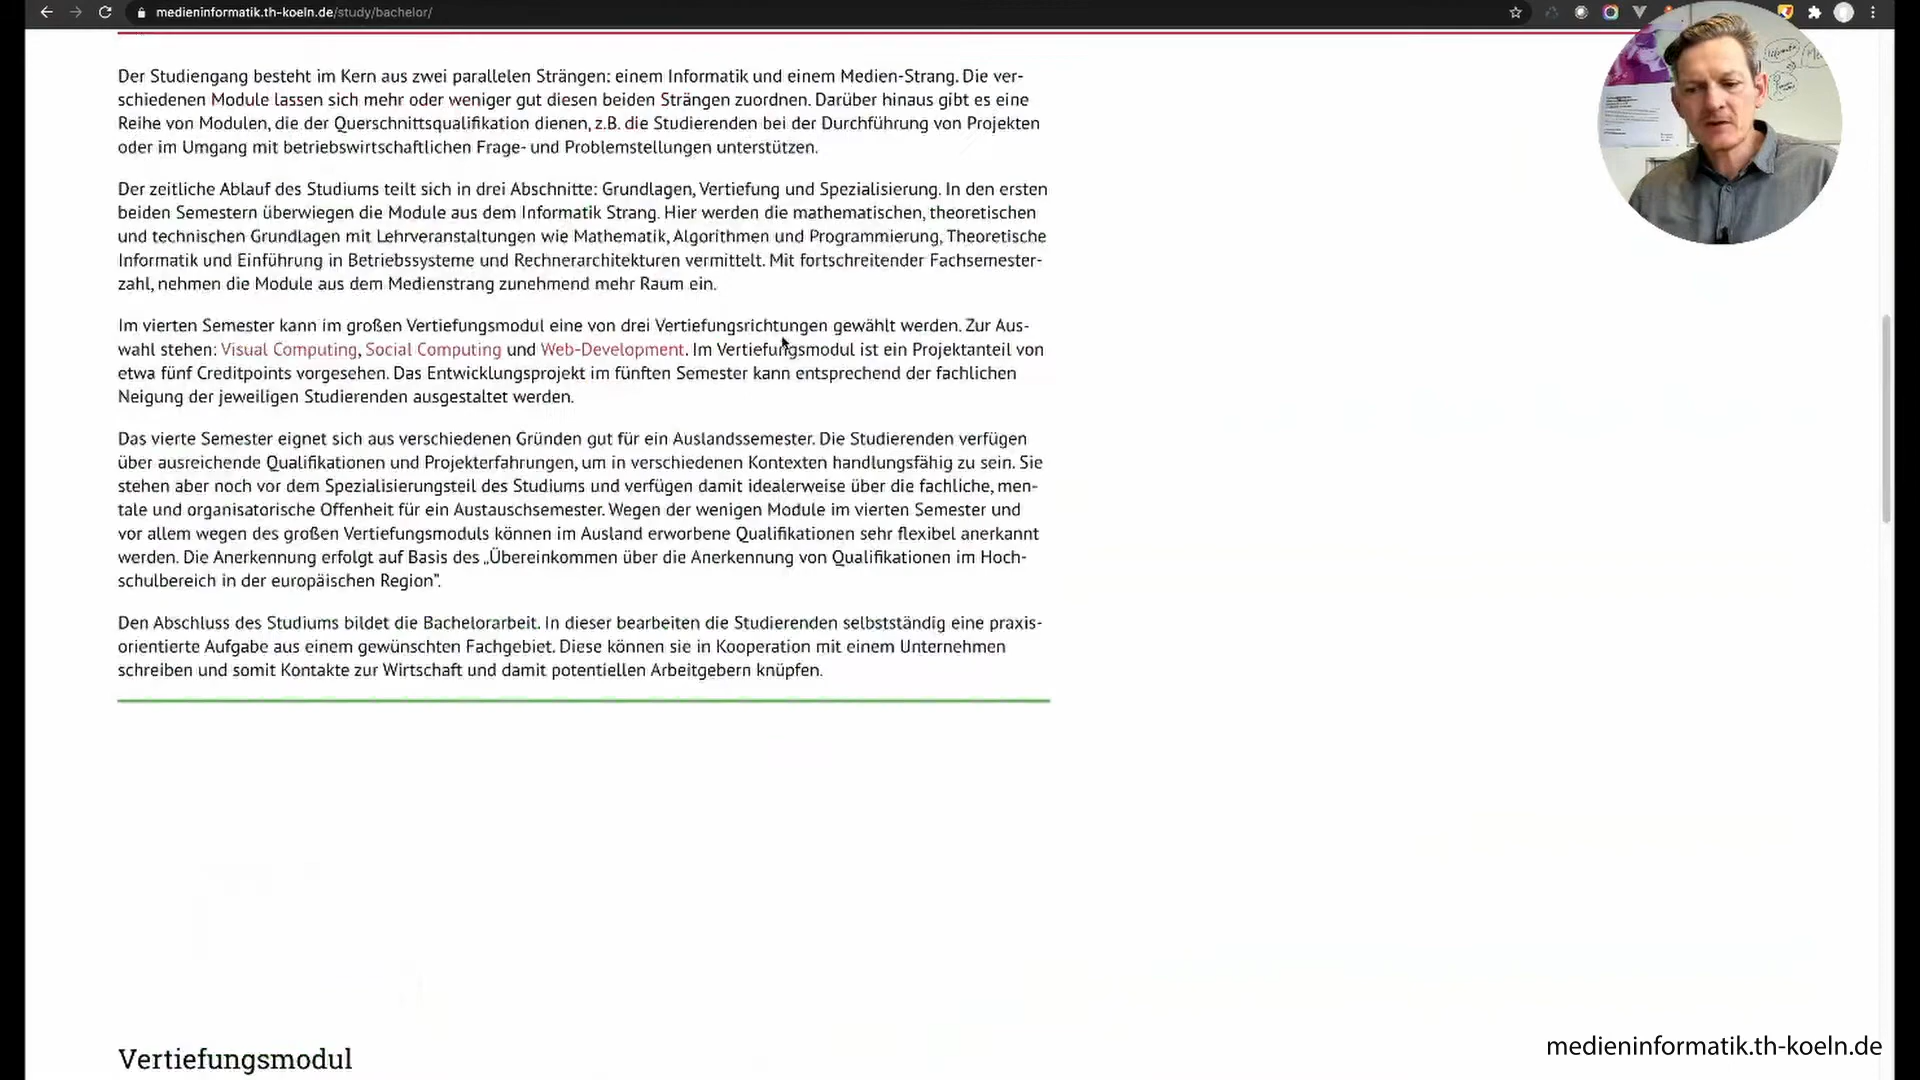 medieninformatik.th-koeln.de/study/bachelor/
Der Studiengang besteht im Kern aus zwei parallelen Strängen: einem Informatik und einem Medien-Strang. Die ver-
schiedenen Module lassen sich mehr oder weniger gut diesen beiden Strängen zuordnen. Darüber hinaus gibt es eine
Reihe von Modulen, die der Querschnittsqualifikation dienen, z.B. die Studierenden bei der Durchführung von Projekten
oder im Umgang mit betriebswirtschaftlichen Frage- und Problemstellungen unterstützen.
Der zeitliche Ablauf des Studiums teilt sich in drei Abschnitte: Grundlagen, Vertiefung und Spezialisierung. In den ersten
beiden Semestern überwiegen die Module aus dem Informatik Strang. Hier werden die mathematischen, theoretischen
und technischen Grundlagen mit Lehrveranstaltungen wie Mathematik, Algorithmen und Programmierung, Theoretische
Informatik und Einführung in Betriebssysteme und Rechnerarchitekturen vermittelt. Mit fortschreitender Fachsemester-
zahl, nehmen die Module aus dem Medienstrang zunehmend mehr Raum ein.
Im vierten Semester kann im großen Vertiefungsmodul eine von drei Vertiefungsrichtungen gewählt werden. Zur Aus-
wahl stehen: Visual Computing, Social Computing und Web-Development. Im Vertiefungsmodul ist ein Projektanteil von
etwa fünf Creditpoints vorgesehen. Das Entwicklungsprojekt im fünften Semester kann entsprechend der fachlichen
Neigung der jeweiligen Studierenden ausgestaltet werden.
Das vierte Semester eignet sich aus verschiedenen Gründen gut für ein Auslandssemester. Die Studierenden verfügen
über ausreichende Qualifikationen und Projekterfahrungen, um in verschiedenen Kontexten handlungsfähig zu sein. Sie
stehen aber noch vor dem Spezialisierungsteil des Studiums und verfügen damit idealerweise über die fachliche, men-
tale und organisatorische Offenheit für ein Austauschsemester. Wegen der wenigen Module im vierten Semester und
vor allem wegen des großen Vertiefungsmoduls können im Ausland erworbene Qualifikationen sehr flexibel anerkannt
werden. Die Anerkennung erfolgt auf Basis des „Übereinkommen über die Anerkennung von Qualifikationen im Hoch-
schulbereich in der europäischen Region”.
Den Abschluss des Studiums bildet die Bachelorarbeit. In dieser bearbeiten die Studierenden selbstständig eine praxis-
orientierte Aufgabe aus einem gewünschten Fachgebiet. Diese können sie in Kooperation mit einem Unternehmen
schreiben und somit Kontakte zur Wirtschaft und damit potentiellen Arbeitgebern knüpfen.
Vertiefungsmodul
medieninformatik.th-koeln.de